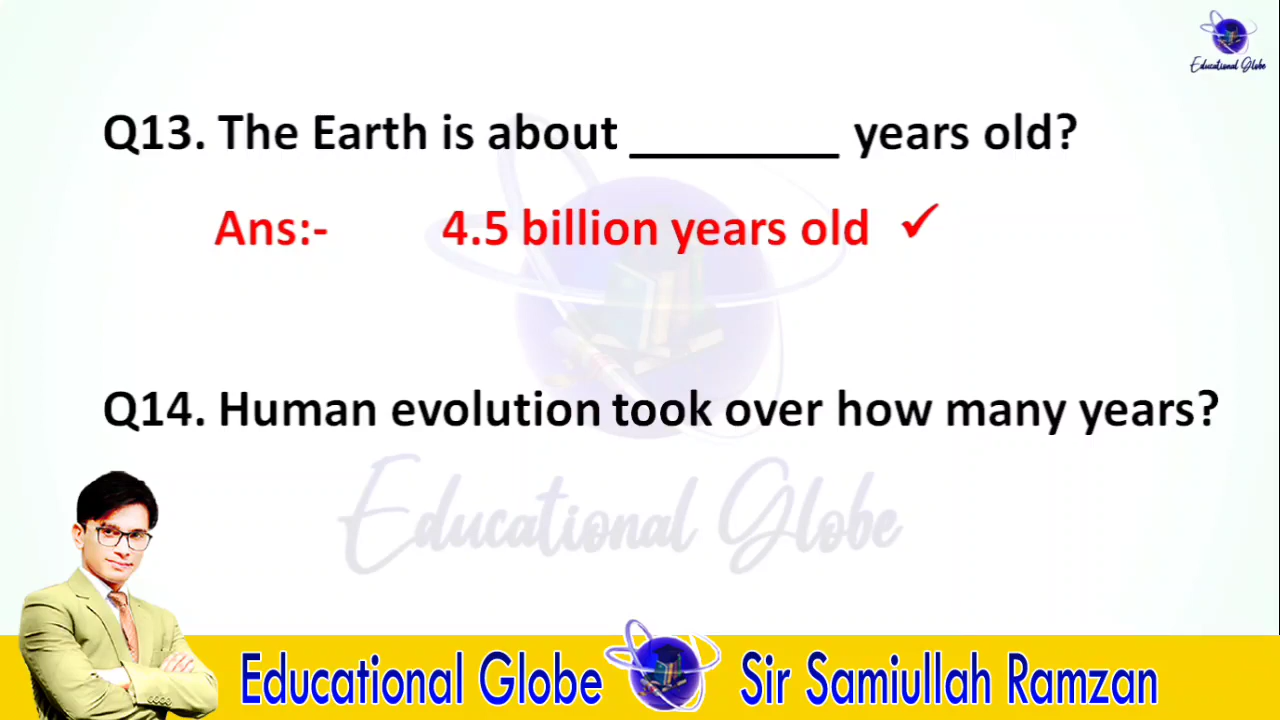 Educational Globe
Q13. The Earth is about ________ years old?
Ans:- 4.5 billion years old ✓
Q14. Human evolution took over how many years?
Educational Globe
Educational Globe Sir Samiullah Ramzan